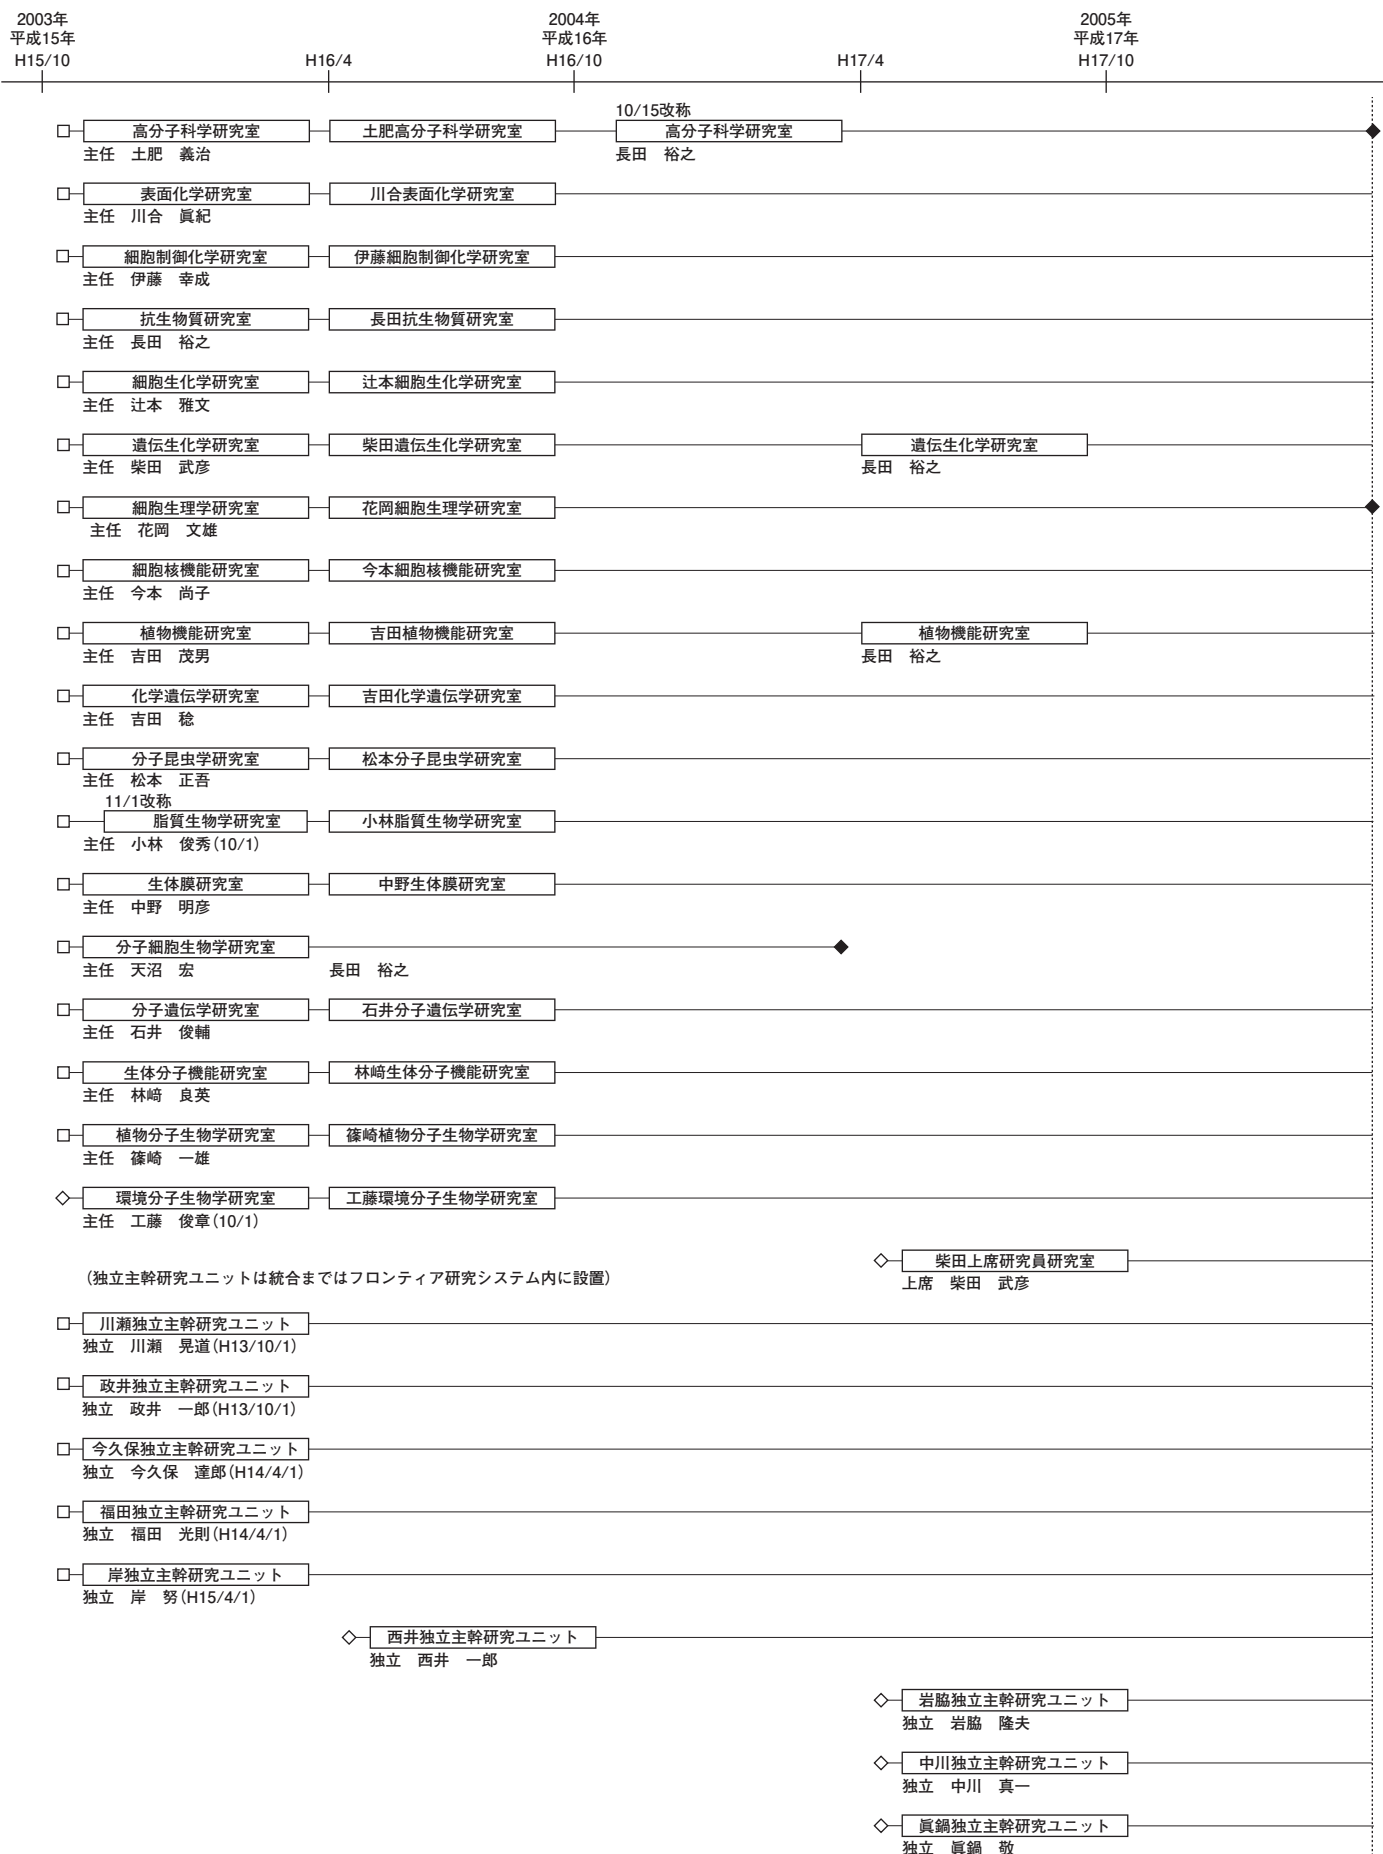 2003年 2004年 2005年
平成15年 平成16年 平成17年
H15/10 H16/4 H16/10 H17/4 H17/10
10/15改称
高分子科学研究室 土肥高分子科学研究室 高分子科学研究室
主任 土肥 義治 長田 裕之
表面化学研究室 川合表面化学研究室
主任 川合 眞紀
細胞制御化学研究室 伊藤細胞制御化学研究室
主任 伊藤 幸成
抗生物質研究室 長田抗生物質研究室
主任 長田 裕之
細胞生化学研究室 辻本細胞生化学研究室
主任 辻本 雅文
遺伝生化学研究室 柴田遺伝生化学研究室 遺伝生化学研究室
主任 柴田 武彦 長田 裕之
細胞生理学研究室 花岡細胞生理学研究室
主任 花岡 文雄
細胞核機能研究室 今本細胞核機能研究室
主任 今本 尚子
植物機能研究室 吉田植物機能研究室 植物機能研究室
主任 吉田 茂男 長田 裕之
化学遺伝学研究室 吉田化学遺伝学研究室
主任 吉田 稔
分子昆虫学研究室 松本分子昆虫学研究室
主任 松本 正吾
11/1改称
脂質生物学研究室 小林脂質生物学研究室
主任 小林 俊秀(10/1)
生体膜研究室 中野生体膜研究室
主任 中野 明彦
分子細胞生物学研究室
主任 天沼 宏 長田 裕之
分子遺伝学研究室 石井分子遺伝学研究室
主任 石井 俊輔
生体分子機能研究室 林﨑生体分子機能研究室
主任 林﨑 良英
植物分子生物学研究室 篠崎植物分子生物学研究室
主任 篠崎 一雄
環境分子生物学研究室 工藤環境分子生物学研究室
主任 工藤 俊章(10/1)
柴田上席研究員研究室
(独立主幹研究ユニットは統合まではフロンティア研究システム内に設置)
上席 柴田 武彦
川瀬独立主幹研究ユニット
独立 川瀬 晃道(H13/10/1)
政井独立主幹研究ユニット
独立 政井 一郎(H13/10/1)
今久保独立主幹研究ユニット
独立 今久保 達郎(H14/4/1)
福田独立主幹研究ユニット
独立 福田 光則(H14/4/1)
岸独立主幹研究ユニット
独立 岸 努(H15/4/1)
西井独立主幹研究ユニット
独立 西井 一郎
岩脇独立主幹研究ユニット
独立 岩脇 隆夫
中川独立主幹研究ユニット
独立 中川 真一
眞鍋独立主幹研究ユニット
独立 眞鍋 敬